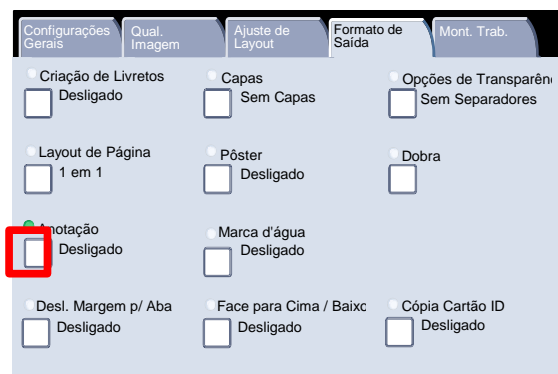 Configurações
Gerais
Qual.
Imagem
Ajuste de
Layout
Formato de
Saída
Mont. Trab.
Criação de Livretos
Desligado
Capas
Sem Capas
Opções de Transparên
Sem Separadores
Layout de Página
1 em 1
Pôster
Desligado
Dobra
Anotação
Desligado
Marca d'água
Desligado
Desl. Margem p/ Aba
Desligado
Face para Cima / Baixo
Desligado
Cópia Cartão ID
Desligado